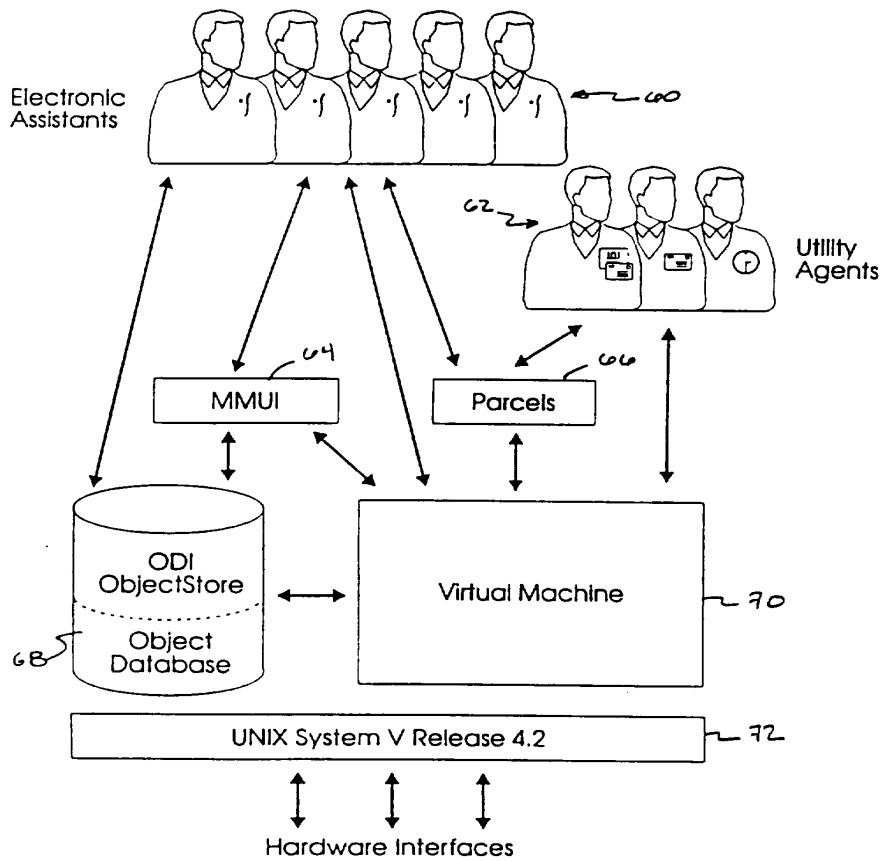 Electronic
Assistants
60
62
Utility
Agents
64
66
MMUI
Parcels
ODI
ObjectStore
Object
Database
68
Virtual Machine
70
UNIX System V Release 4.2
72
Hardware Interfaces